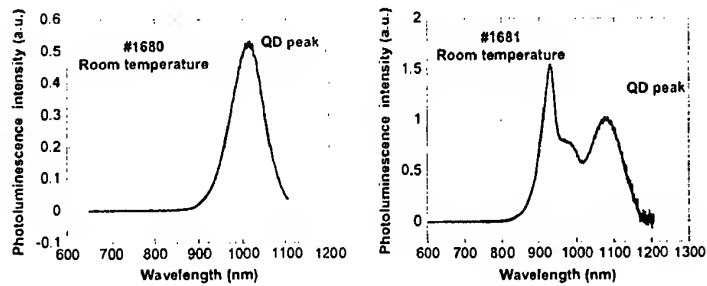 #1680
Room temperature
QD peak
Photoluminescence intensity (a.u.)
0.6
0.5
0.4
0.3
0.2
0.1
0
-0.1
600 700 800 900 1000 1100 1200
Wavelength (nm)
#1681
Room temperature
QD peak
Photoluminescence intensity (a.u.)
2
1.5
1
0.5
0
600 700 800 900 1000 1100 1200 1300
Wavelength (nm)